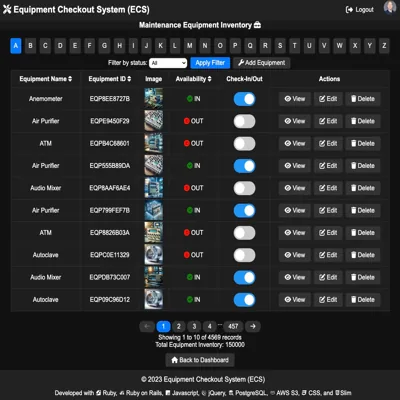 Equipment Checkout System (ECS) Logout
Maintenance Equipment Inventory
A B C D E F G H I J K L M N O P Q R S T U V W X Y Z
Filter by status: All Apply Filter Add Equipment
Equipment Name Equipment ID Image Availability Check-In/Out Actions
Anemometer EQP8EE8727B IN View Edit Delete
Air Purifier EQPE9450F29 OUT View Edit Delete
ATM EQPB4C68601 OUT View Edit Delete
Air Purifier EQP555B89DA IN View Edit Delete
Audio Mixer EQP8AAF6AE4 OUT View Edit Delete
Air Purifier EQP799FEF7B IN View Edit Delete
ATM EQP8826B03A OUT View Edit Delete
Autoclave EQPC0E11329 OUT View Edit Delete
Audio Mixer EQPDB73C007 IN View Edit Delete
Autoclave EQP09C96D12 IN View Edit Delete
← 1 2 3 4 ... 457 →
Showing 1 to 10 of 4569 records
Total Equipment Inventory: 150000
Back to Dashboard
© 2023 Equipment Checkout System (ECS)
Developed with Ruby, Ruby on Rails, Javascript, jQuery, PostgreSQL, AWS S3, CSS, and Slim